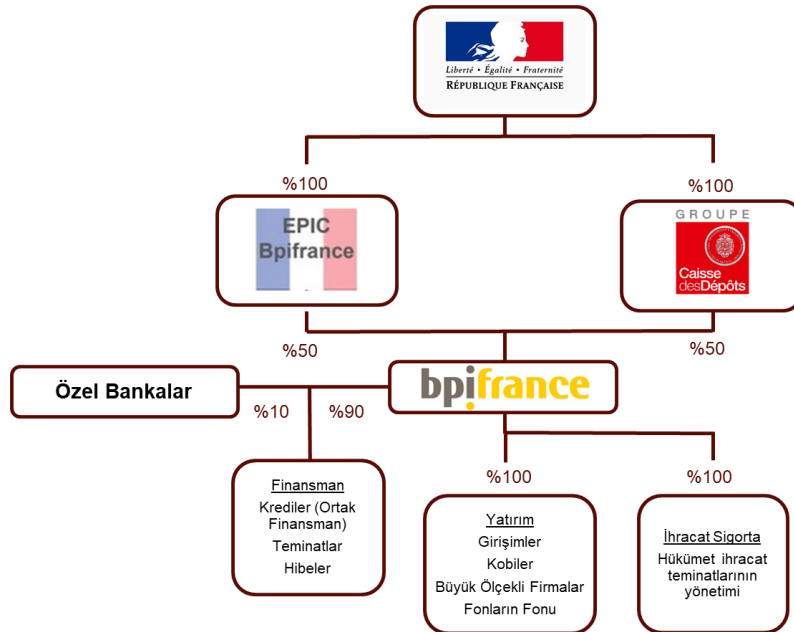 Liberté • Égalité • Fraternité
RÉPUBLIQUE FRANÇAISE
%100
%100
EPIC
Bpifrance
GROUPE
Caisse
desDépôts
%50
%50
Özel Bankalar
bpifrance
%10
%90
%100
%100
Finansman
Krediler (Ortak
Finansman)
Teminatlar
Hibeler
Yatırım
Girişimler
Kobiler
Büyük Ölçekli Firmalar
Fonların Fonu
İhracat Sigorta
Hükümet ihracat
teminatlarının
yönetimi